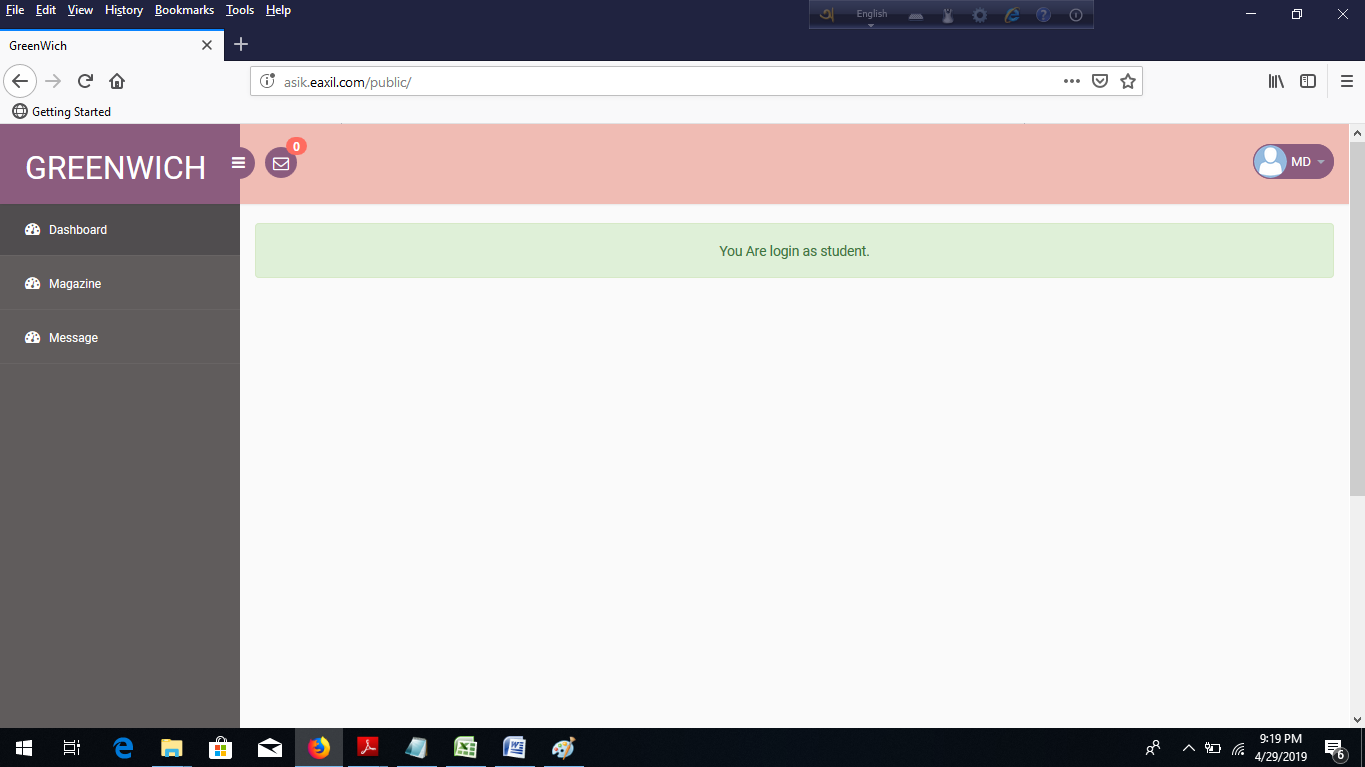 File Edit View History Bookmarks Tools Help
English
GreenWich
asik.eaxil.com/public/
Getting Started
GREENWICH
0
MD
Dashboard
You Are login as student.
Magazine
Message
9:19 PM
4/29/2019
6